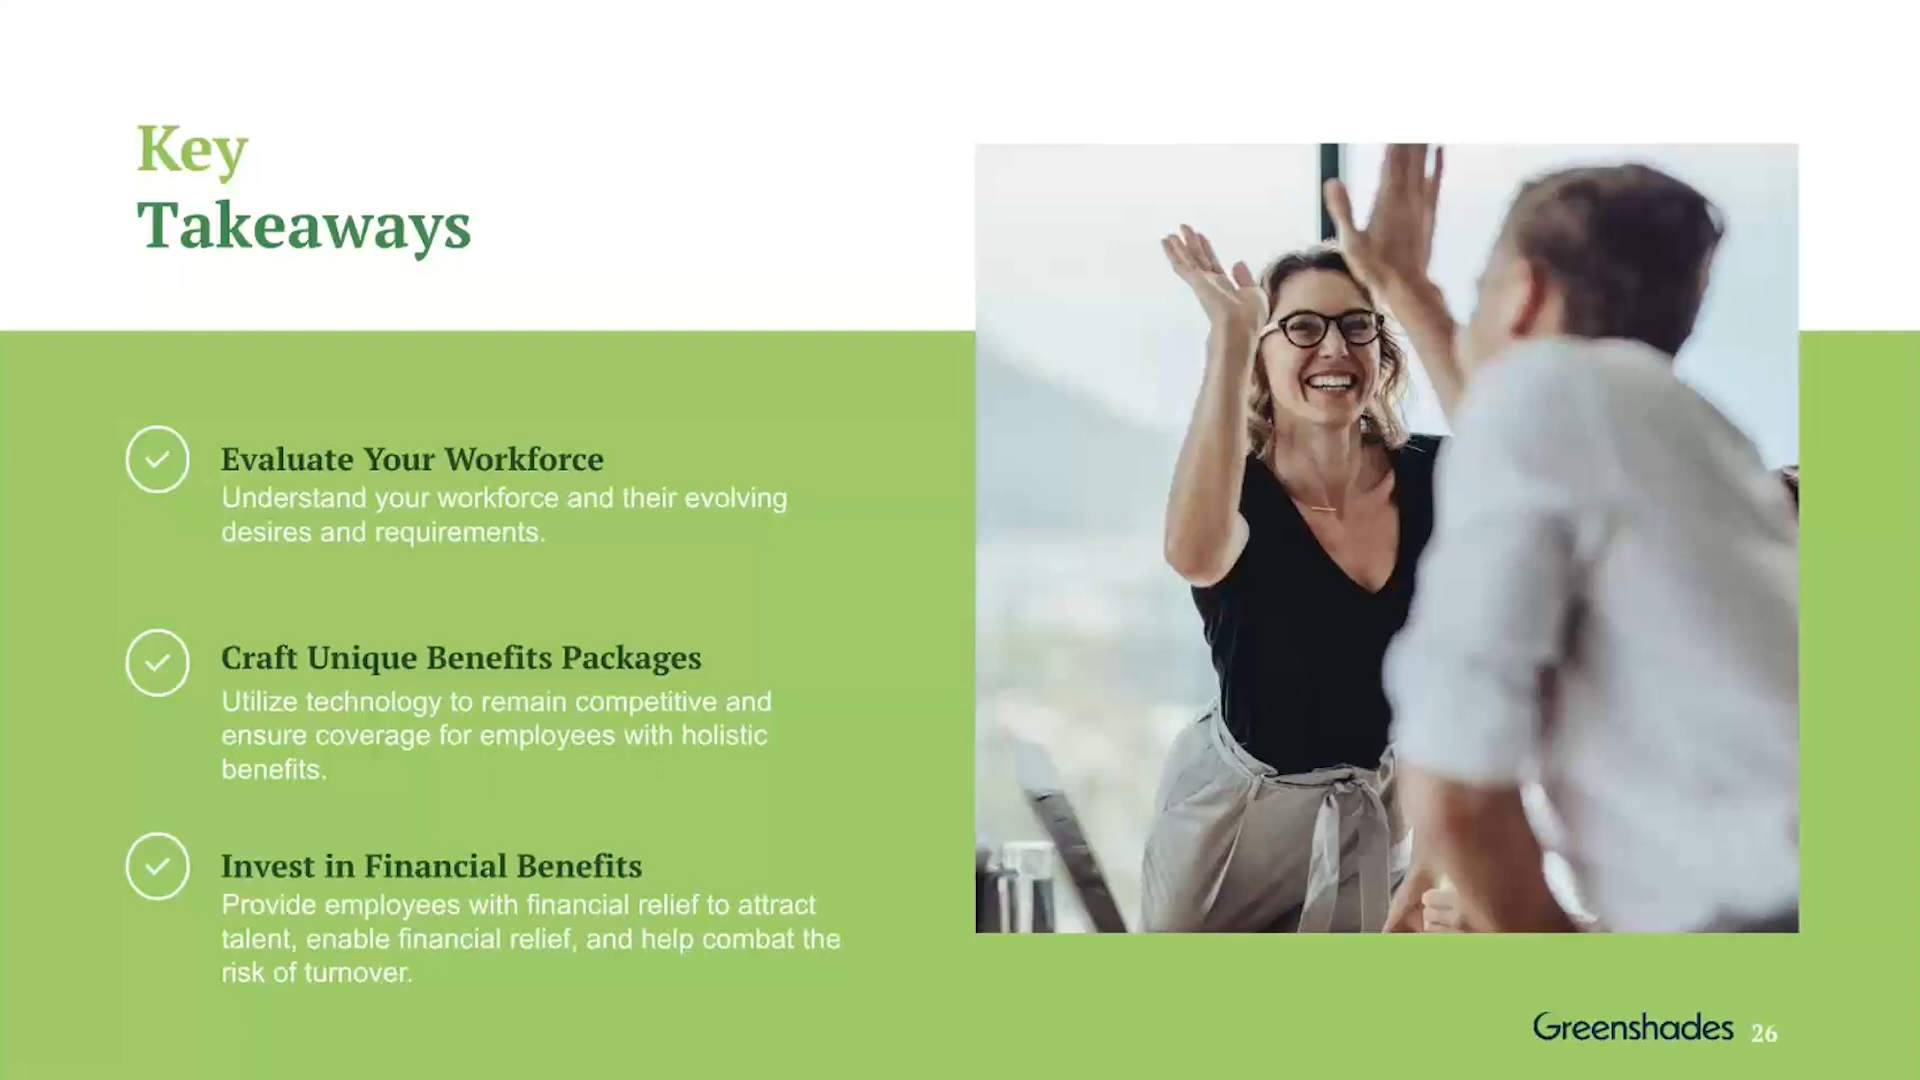 Key
Takeaways
Evaluate Your Workforce
Understand your workforce and their evolving
desires and requirements.
Craft Unique Benefits Packages
Utilize technology to remain competitive and
ensure coverage for employees with holistic
benefits.
Invest in Financial Benefits
Provide employees with financial relief to attract
talent, enable financial relief, and help combat the
risk of turnover.
Greenshades 26